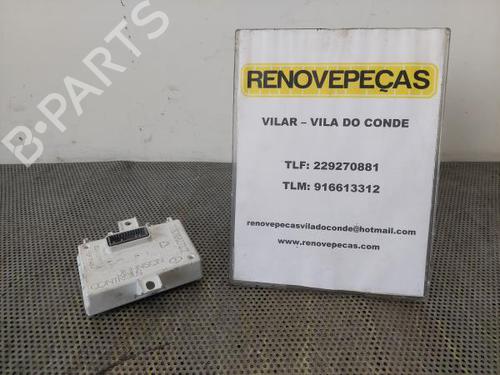 B-PARTS
RENOVEPEÇAS
VILAR – VILA DO CONDE
TLF: 229270881
TLM: 916613312
renovepecasviladoconde@hotmail.com
www.renovepecas.com